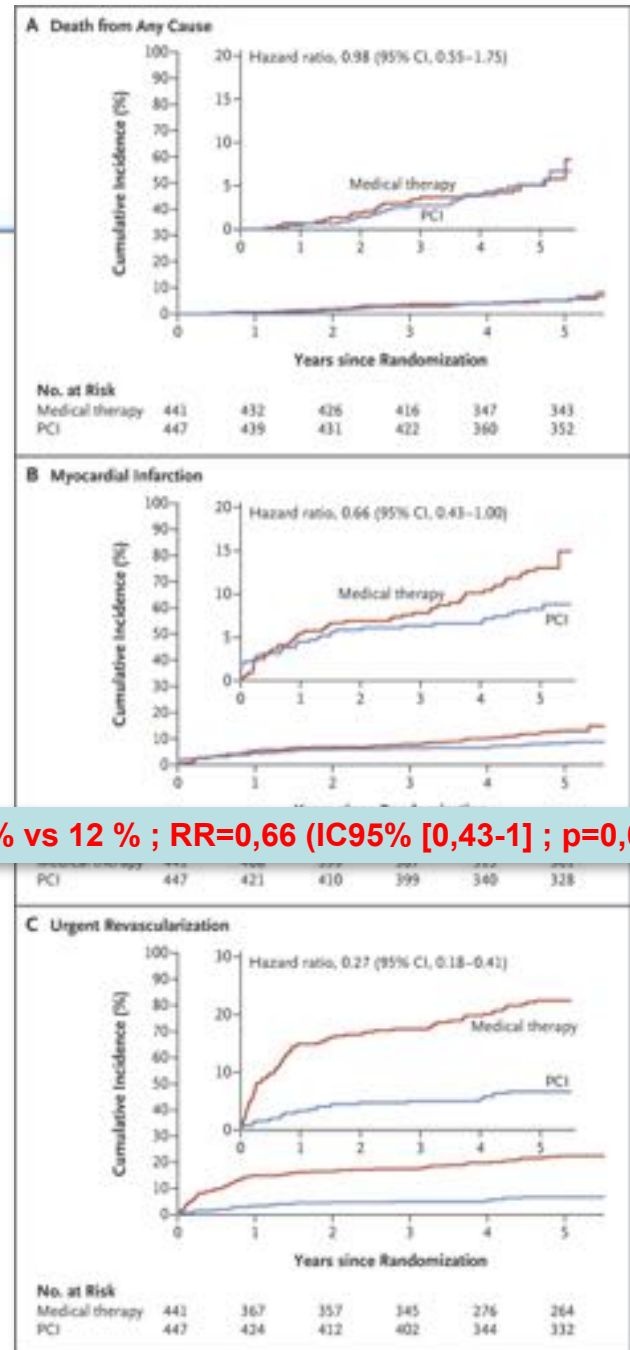 A Death from Any Cause
Hazard ratio, 0.98 (95% CI, 0.55–1.75)
Cumulative Incidence (%)
100
90
80
70
60
50
40
30
20
10
0
20
15
10
5
0
Medical therapy
PCI
0 1 2 3 4 5
0 1 2 3 4 5
Years since Randomization
No. at Risk
Medical therapy 441 432 426 416 347 343
PCI 447 439 431 422 360 352
B Myocardial Infarction
Hazard ratio, 0.66 (95% CI, 0.43–1.00)
Cumulative Incidence (%)
100
90
80
70
60
50
40
30
20
10
0
20
15
10
5
0
Medical therapy
PCI
0 1 2 3 4 5
0 1 2 3 4 5
% vs 12 % ; RR=0,66 (IC95% [0,43-1] ; p=0,
PCI 447 421 410 399 340 328
C Urgent Revascularization
Hazard ratio, 0.27 (95% CI, 0.18–0.41)
Cumulative Incidence (%)
100
90
80
70
60
50
40
30
20
10
0
30
20
10
0
Medical therapy
PCI
0 1 2 3 4 5
0 1 2 3 4 5
Years since Randomization
No. at Risk
Medical therapy 441 367 357 345 276 264
PCI 447 424 412 402 344 332